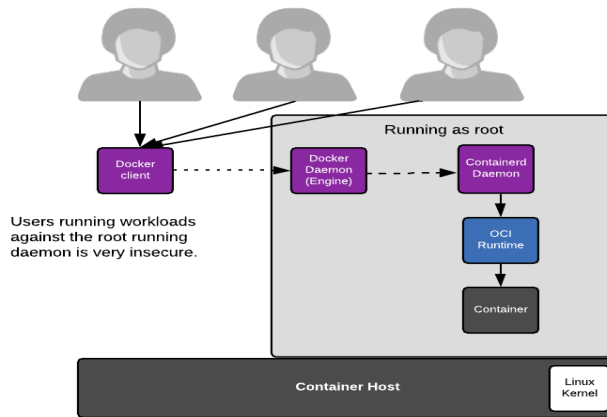 Running as root
Docker
client
Docker
Daemon
(Engine)
Containerd
Daemon
Users running workloads
against the root running
daemon is very insecure.
OCI
Runtime
Container
Container Host
Linux
Kernel